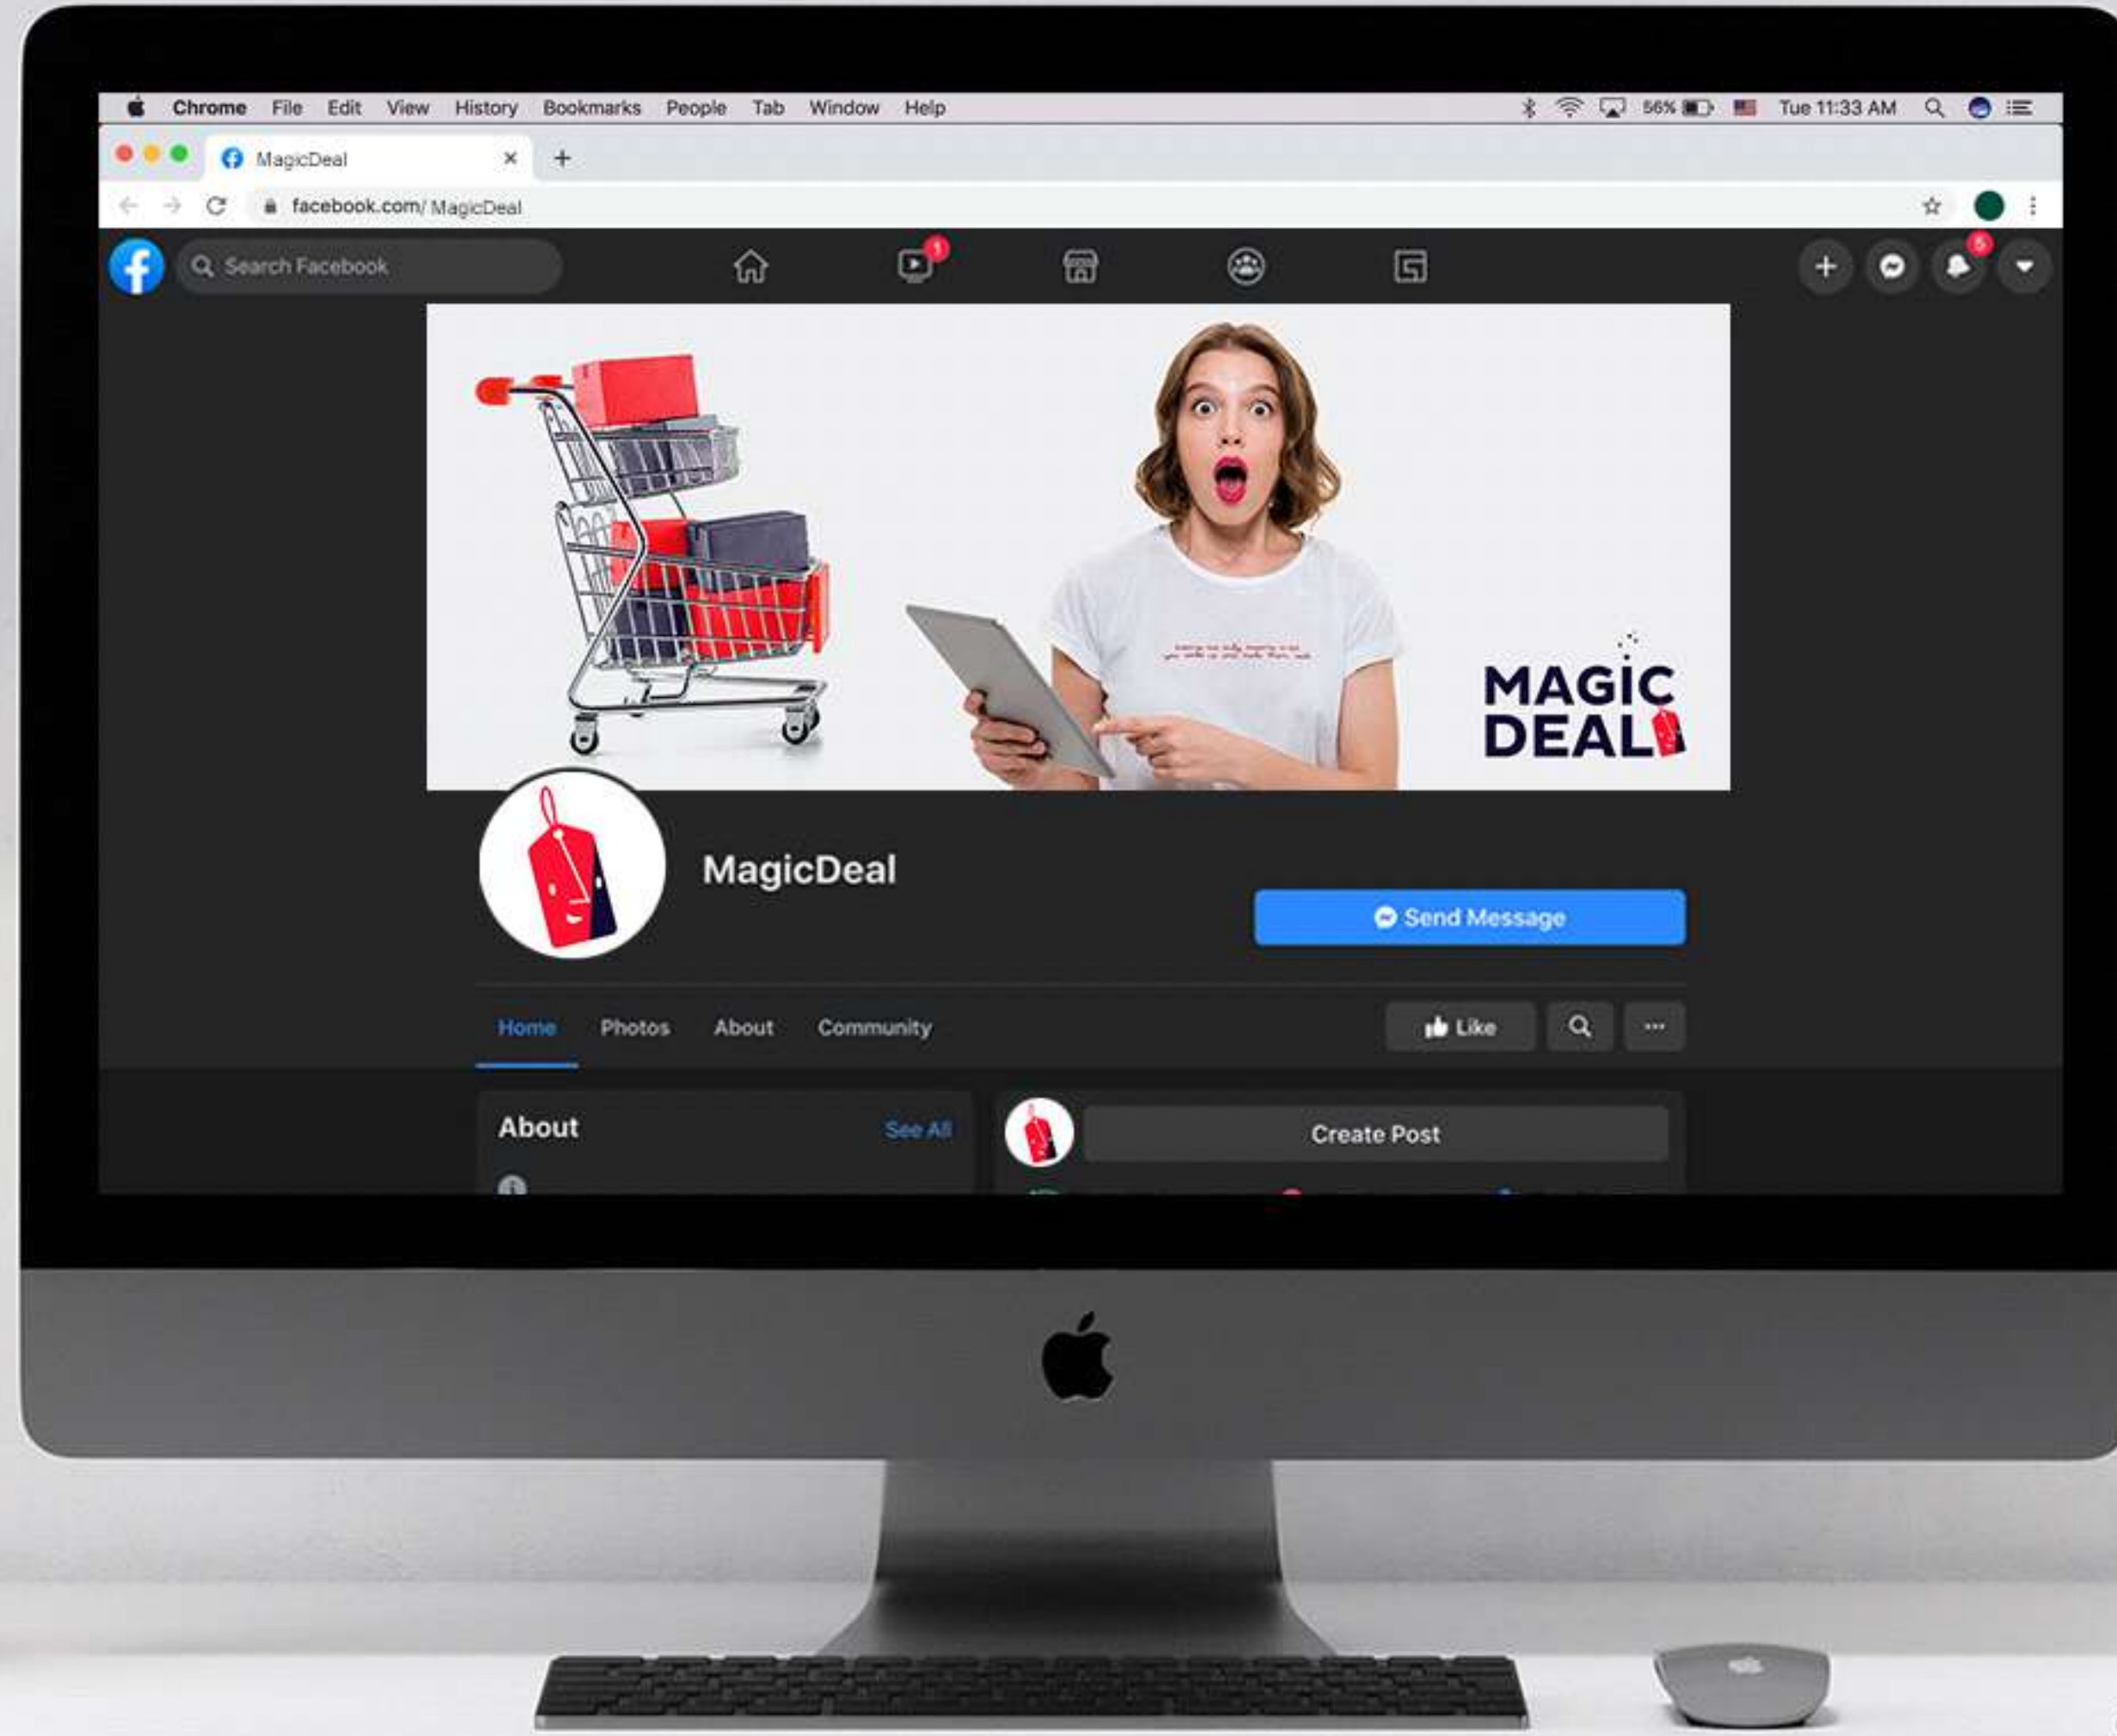 Chrome File Edit View History Bookmarks People Tab Window Help 56% Tue 11:33 AM
MagicDeal
facebook.com/ MagicDeal
Search Facebook 1 5
MAGIC
DEAL
MagicDeal
Send Message
Home Photos About Community Like
About See All Create Post